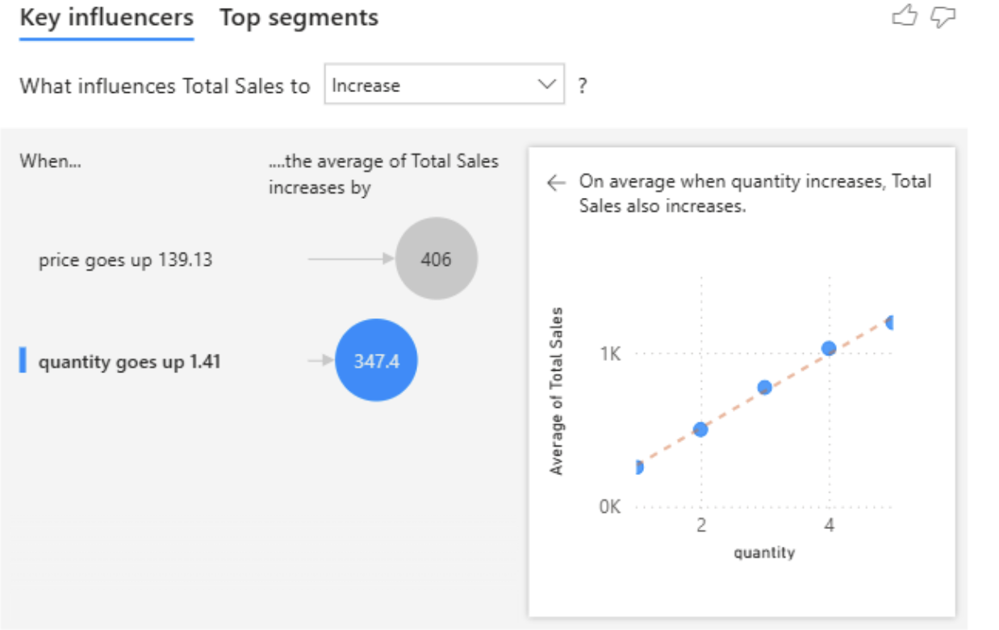 Key influencers Top segments
What influences Total Sales to Increase ?
When...
....the average of Total Sales
increases by
price goes up 139.13 406
quantity goes up 1.41 347.4
On average when quantity increases, Total
Sales also increases.
Average of Total Sales
1K
0K
2 4
quantity